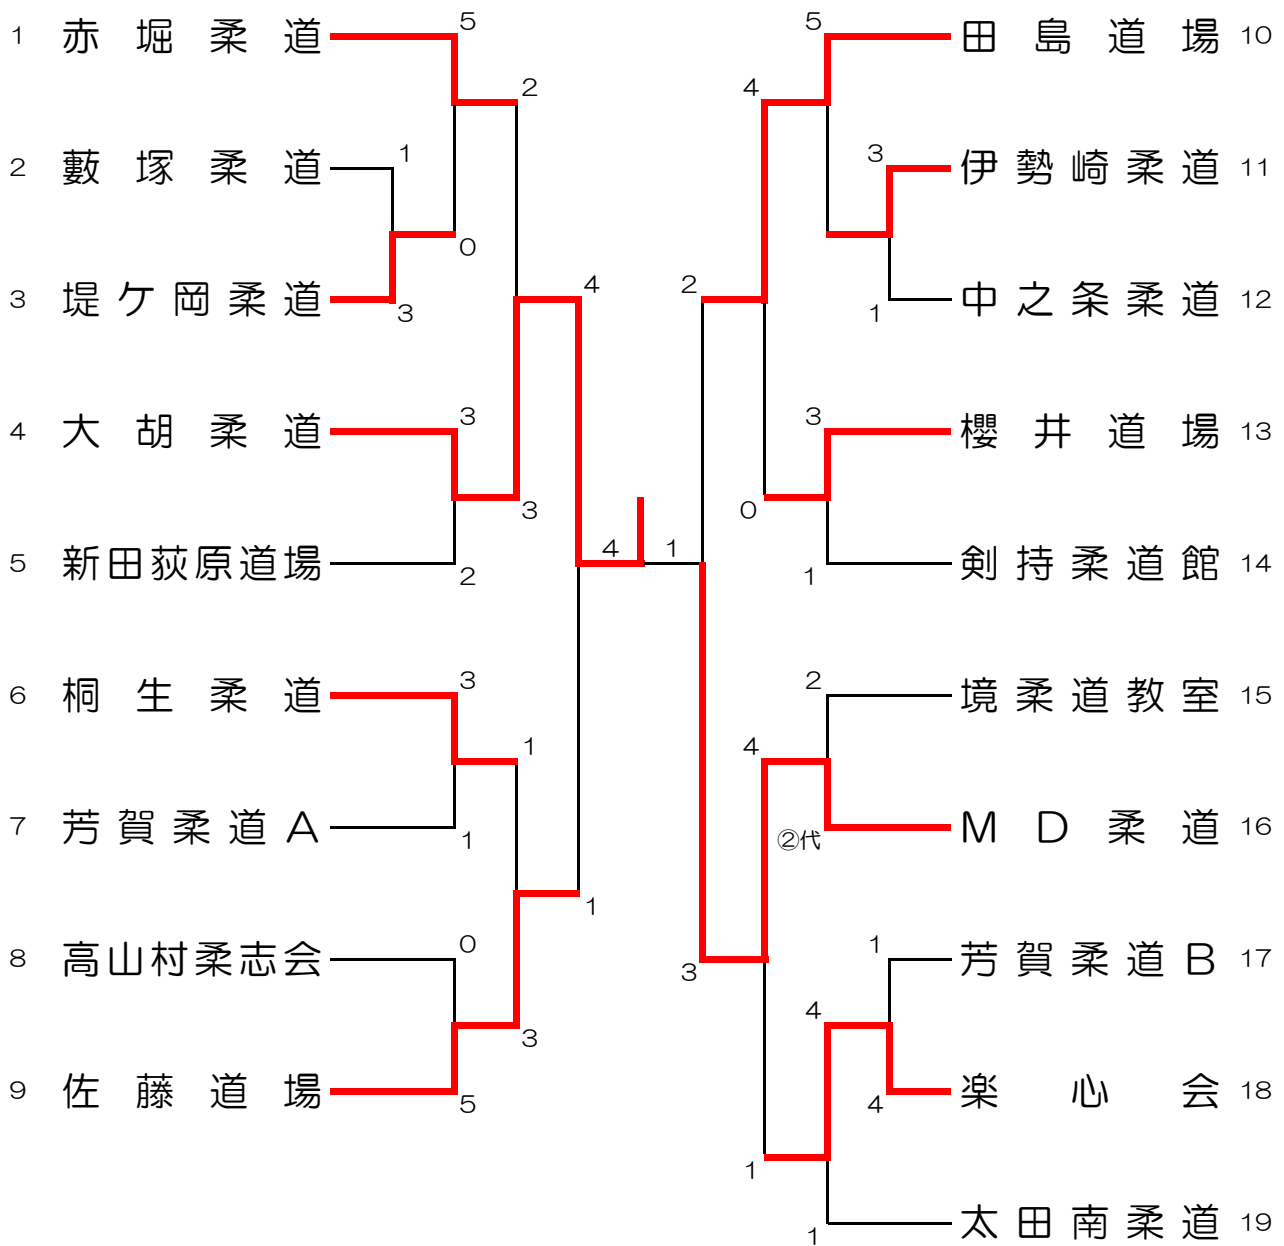 1 赤堀柔道 5 5 田島道場 10
2 4
2 藪塚柔道 1 3 伊勢崎柔道 11
0
3 堤ケ岡柔道 3 4 2 1 中之条柔道 12
4 大胡柔道 3 3 櫻井道場 13
3 0
5 新田荻原道場 2 4 1 1 剣持柔道館 14
6 桐生柔道 3 2 境柔道教室 15
1 4
7 芳賀柔道A 1 ②代 MD柔道 16
1
8 高山村柔志会 0 3 1 芳賀柔道B 17
3 4
9 佐藤道場 5 4 楽心会 18
1
1 太田南柔道 19